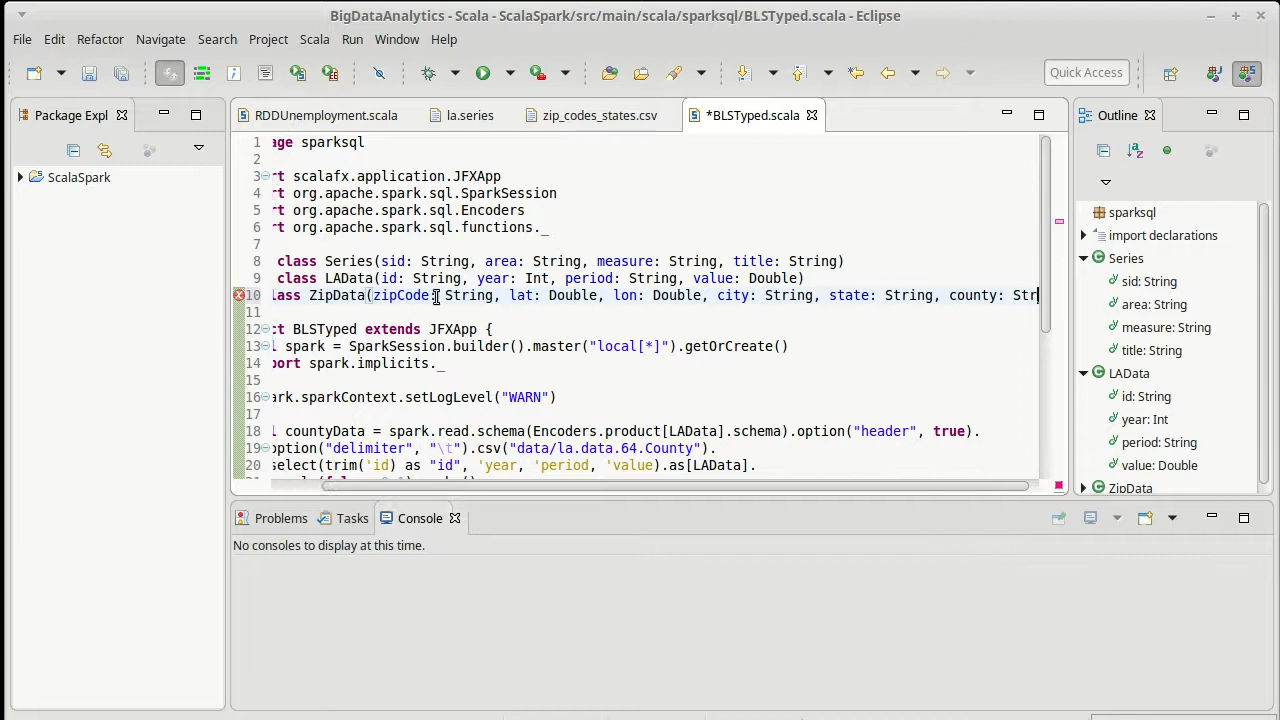 BigDataAnalytics - Scala - ScalaSpark/src/main/scala/sparksql/BLSTyped.scala - Eclipse
File Edit Refactor Navigate Search Project Scala Run Window Help
Quick Access
Package Expl
ScalaSpark
RDDUnemployment.scala la.series zip_codes_states.csv *BLSTyped.scala
1 age sparksql
2
3 rt scalafx.application.JFXApp
4 rt org.apache.spark.sql.SparkSession
5 rt org.apache.spark.sql.Encoders
6 rt org.apache.spark.sql.functions._
7
8 class Series(sid: String, area: String, measure: String, title: String)
9 class LAData(id: String, year: Int, period: String, value: Double)
10 lass ZipData(zipCode: String, lat: Double, lon: Double, city: String, state: String, county: Str
11
12 ct BLSTyped extends JFXApp {
13 l spark = SparkSession.builder().master("local[*]").getOrCreate()
14 port spark.implicits._
15
16 ark.sparkContext.setLogLevel("WARN")
17
18 l countyData = spark.read.schema(Encoders.product[LAData].schema).option("header", true).
19 option("delimiter", "\t").csv("data/la.data.64.County").
20 select(trim('id) as "id", 'year, 'period, 'value).as[LAData].
Outline
sparksql
import declarations
Series
sid: String
area: String
measure: String
title: String
LAData
id: String
year: Int
period: String
value: Double
ZipData
Problems Tasks Console
No consoles to display at this time.